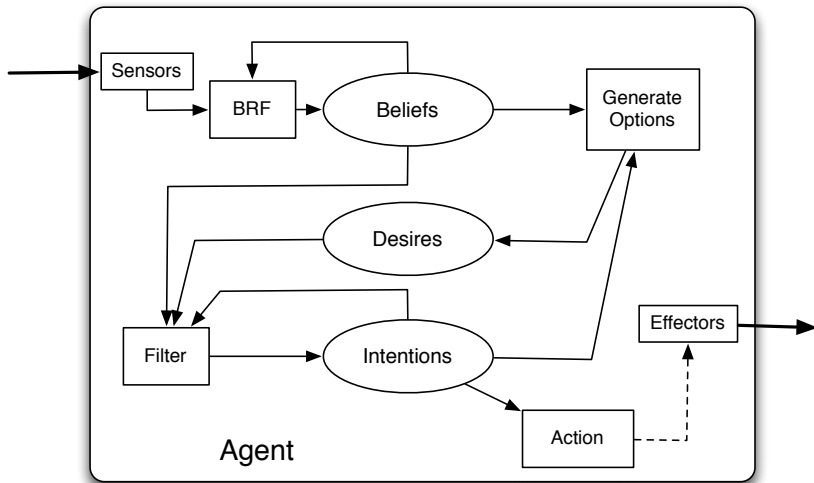 Sensors
BRF
Beliefs
Generate
Options
Desires
Effectors
Filter
Intentions
Action
Agent